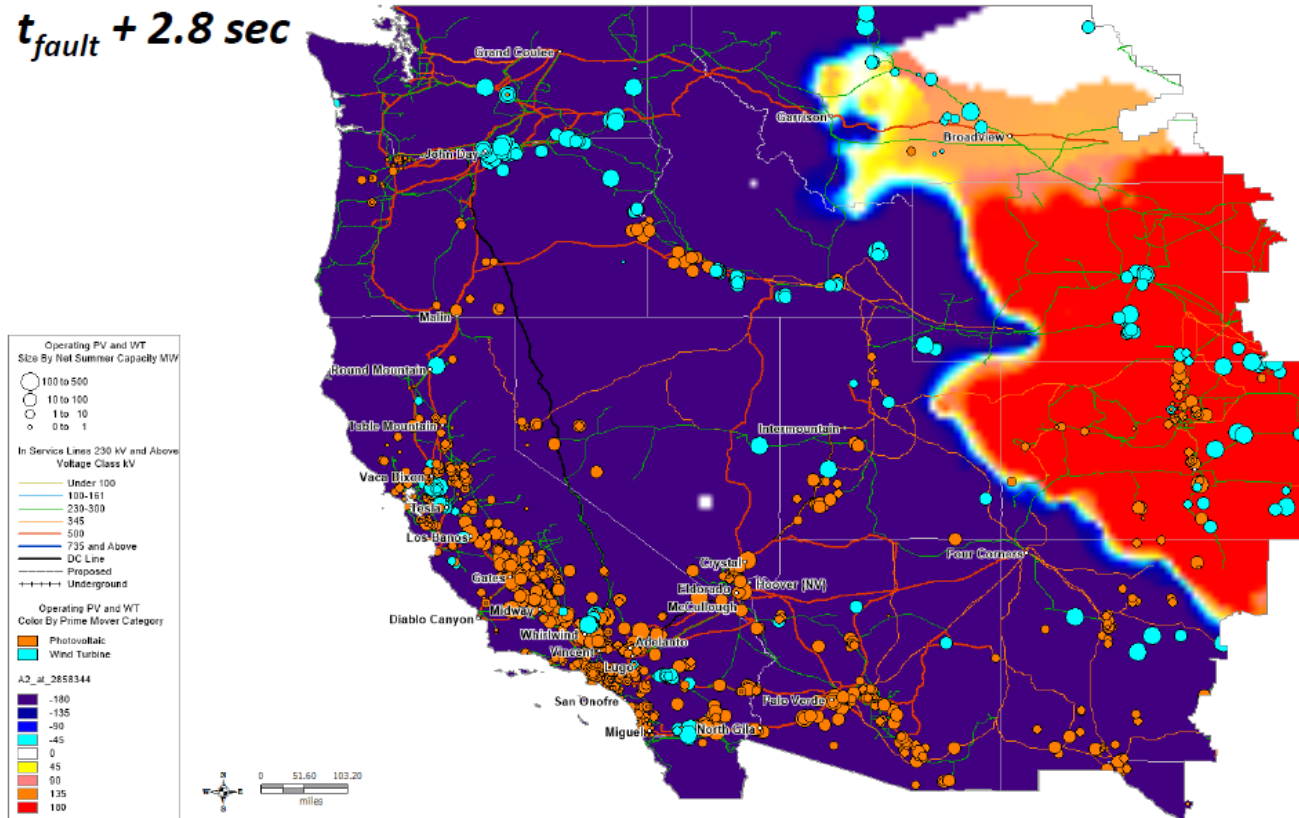 t_fault + 2.8 sec
Grand Coulee
Garrison
BroadView
John Day
Malin
Round Mountain
Table Mountain
Intermountain
Vaca Dixon
Tesla
Los Banos
Four Corners
Crystal
Gates
Hoover (NV)
Eldorado
McCullough
Midway
Diablo Canyon
Whirlwind
Adelanto
Vincent
Lugo
San Onofre
Palo Verde
Miguel
North Gila
Operating PV and WT
Size By Net Summer Capacity MW
100 to 500
10 to 100
1 to 10
0 to 1
In Service Lines 230 kV and Above
Voltage Class kV
Under 100
100-161
230-300
345
500
735 and Above
DC Line
Proposed
Underground
Operating PV and WT
Color By Prime Mover Category
Photovoltaic
Wind Turbine
A2_at_2858344
-180
-135
-90
-45
0
45
90
135
180
N
W E
S
0 51.60 103.20
miles